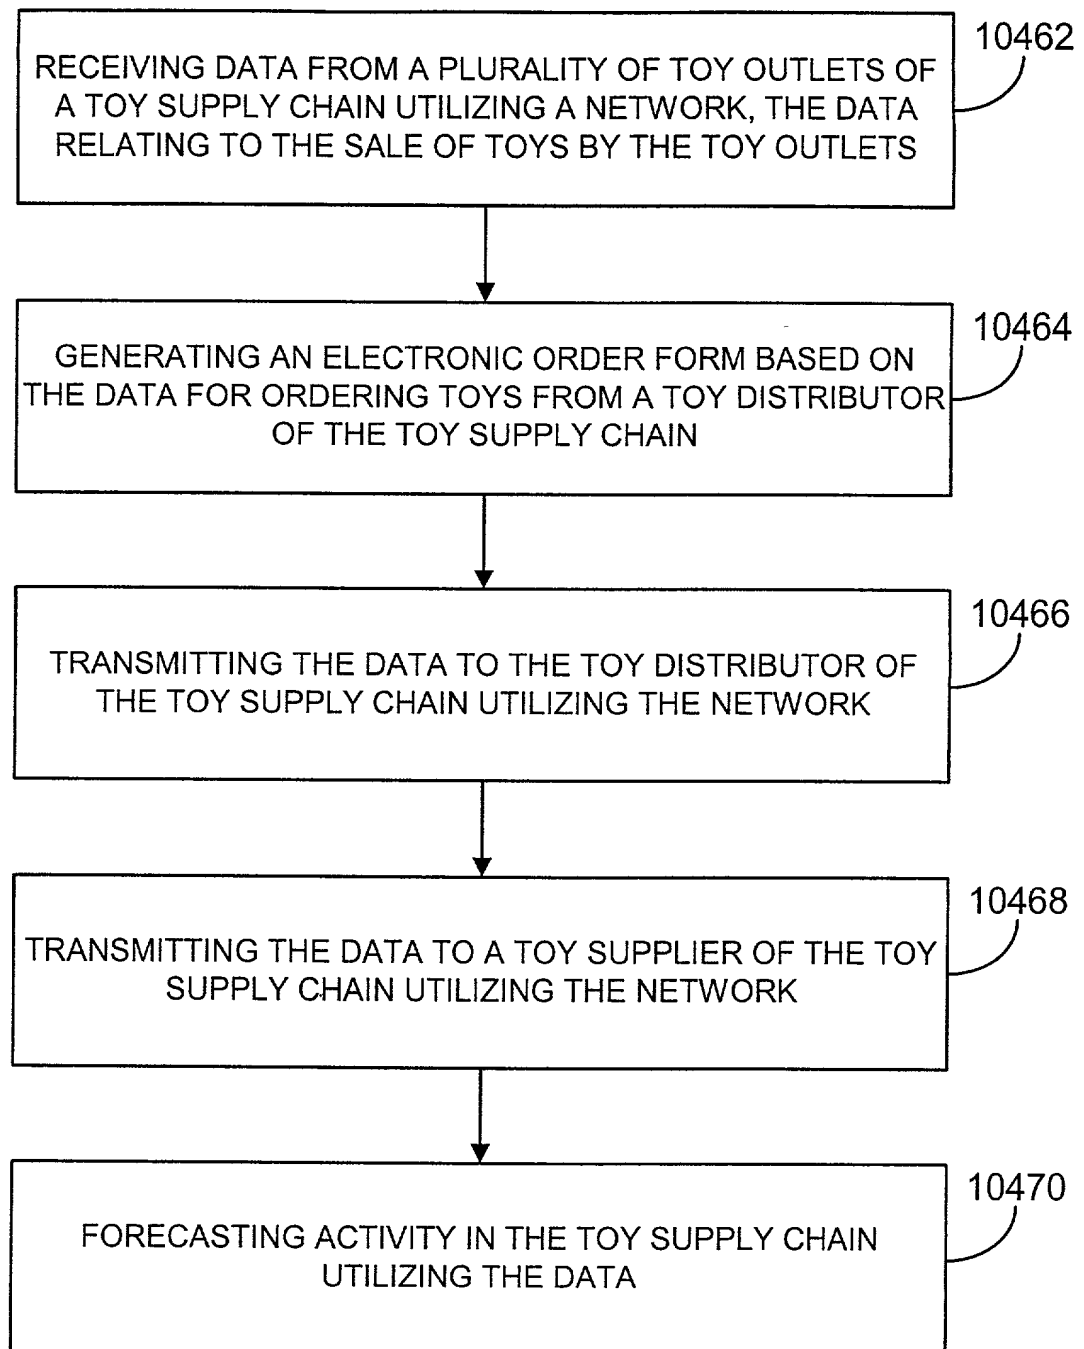 10462
RECEIVING DATA FROM A PLURALITY OF TOY OUTLETS OF
A TOY SUPPLY CHAIN UTILIZING A NETWORK, THE DATA
RELATING TO THE SALE OF TOYS BY THE TOY OUTLETS
10464
GENERATING AN ELECTRONIC ORDER FORM BASED ON
THE DATA FOR ORDERING TOYS FROM A TOY DISTRIBUTOR
OF THE TOY SUPPLY CHAIN
10466
TRANSMITTING THE DATA TO THE TOY DISTRIBUTOR OF
THE TOY SUPPLY CHAIN UTILIZING THE NETWORK
10468
TRANSMITTING THE DATA TO A TOY SUPPLIER OF THE TOY
SUPPLY CHAIN UTILIZING THE NETWORK
10470
FORECASTING ACTIVITY IN THE TOY SUPPLY CHAIN
UTILIZING THE DATA